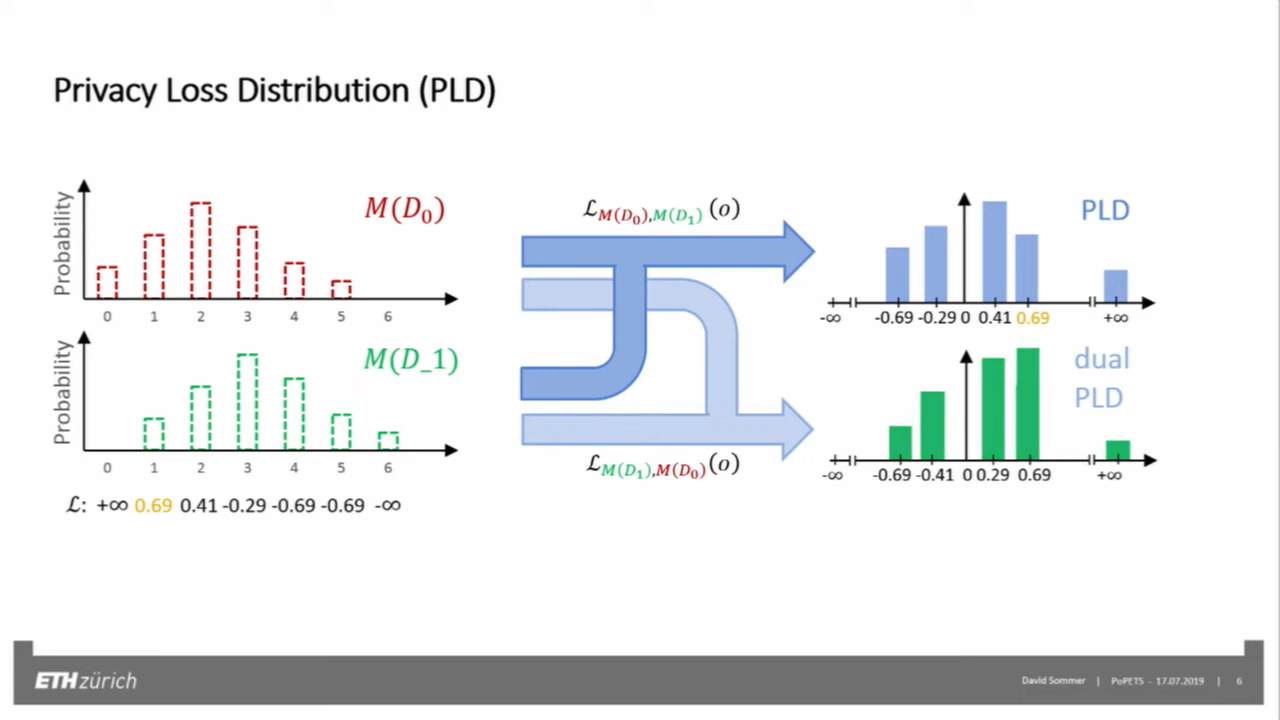 Privacy Loss Distribution (PLD)
Probability
M(D₀)
0 1 2 3 4 5 6
Probability
M(D_1)
0 1 2 3 4 5 6
ℒ: +∞ 0.69 0.41 -0.29 -0.69 -0.69 -∞
ℒ_M(D₀),M(D₁) (o)
ℒ_M(D₁),M(D₀) (o)
PLD
-∞ -0.69 -0.29 0 0.41 0.69 +∞
dual
PLD
-∞ -0.69 -0.41 0 0.29 0.69 +∞
ETH zürich
David Sommer | PoPETS - 17.07.2019 | 6